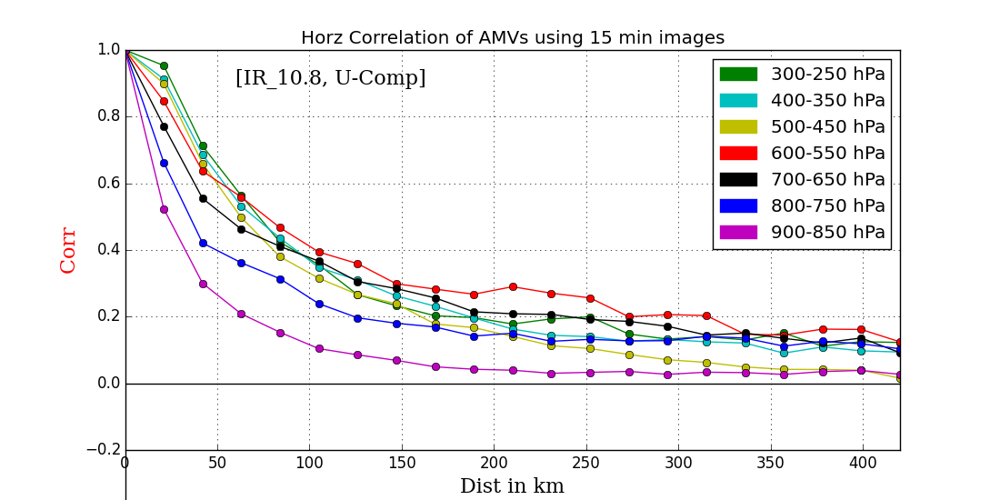 Horz Correlation of AMVs using 15 min images
[IR_10.8, U-Comp]
300-250 hPa
400-350 hPa
500-450 hPa
600-550 hPa
700-650 hPa
800-750 hPa
900-850 hPa
Corr
1.0
0.8
0.6
0.4
0.2
0.0
−0.2
0 50 100 150 200 250 300 350 400
Dist in km